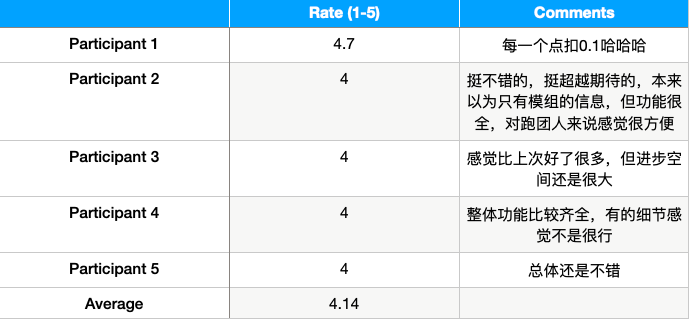 Rate (1-5) Comments
Participant 1 4.7 每一个点扣0.1哈哈哈
Participant 2 4 挺不错的，挺超越期待的，本来
以为只有模组的信息，但功能很
全，对跑团人来说感觉很方便
Participant 3 4 感觉比上次好了很多，但进步空
间还是很大
Participant 4 4 整体功能比较齐全，有的细节感
觉不是很行
Participant 5 4 总体还是不错
Average 4.14